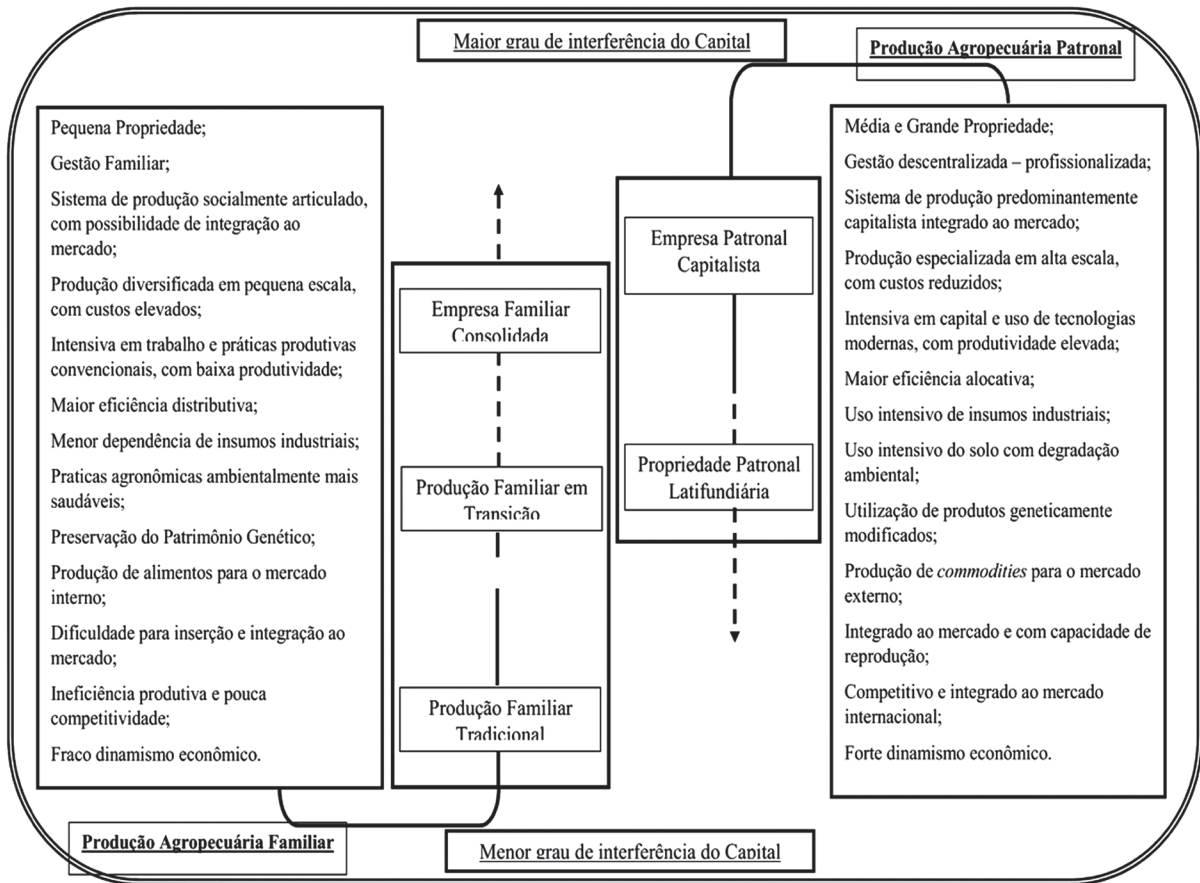 Maior grau de interferência do Capital
Produção Agropecuária Patronal
Pequena Propriedade;
Gestão Familiar;
Sistema de produção socialmente articulado,
com possibilidade de integração ao
mercado;
Produção diversificada em pequena escala,
com custos elevados;
Intensiva em trabalho e práticas produtivas
convencionais, com baixa produtividade;
Maior eficiência distributiva;
Menor dependência de insumos industriais;
Praticas agronômicas ambientalmente mais
saudáveis;
Preservação do Patrimônio Genético;
Produção de alimentos para o mercado
interno;
Dificuldade para inserção e integração ao
mercado;
Ineficiência produtiva e pouca
competitividade;
Fraco dinamismo econômico.
Empresa Familiar
Consolidada
Produção Familiar em
Transição
Produção Familiar
Tradicional
Empresa Patronal
Capitalista
Propriedade Patronal
Latifundiária
Média e Grande Propriedade;
Gestão descentralizada – profissionalizada;
Sistema de produção predominantemente
capitalista integrado ao mercado;
Produção especializada em alta escala,
com custos reduzidos;
Intensiva em capital e uso de tecnologias
modernas, com produtividade elevada;
Maior eficiência alocativa;
Uso intensivo de insumos industriais;
Uso intensivo do solo com degradação
ambiental;
Utilização de produtos geneticamente
modificados;
Produção de commodities para o mercado
externo;
Integrado ao mercado e com capacidade de
reprodução;
Competitivo e integrado ao mercado
internacional;
Forte dinamismo econômico.
Produção Agropecuária Familiar
Menor grau de interferência do Capital